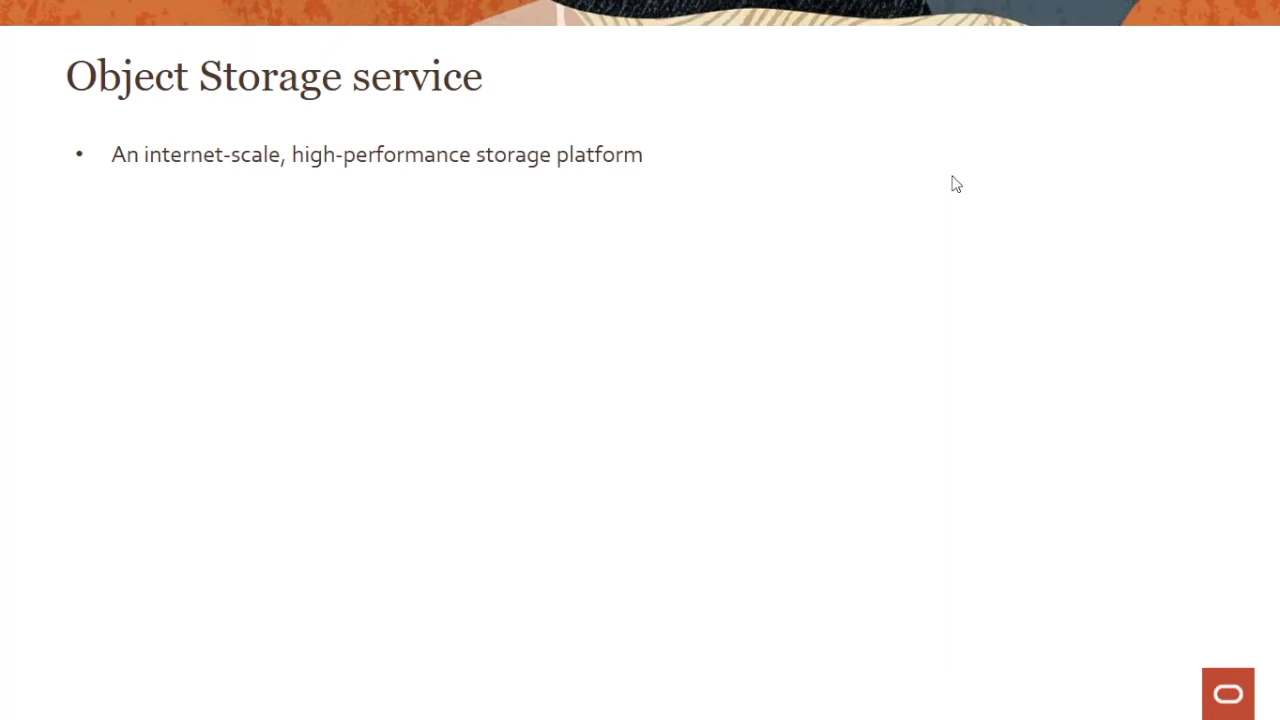 Object Storage service
• An internet-scale, high-performance storage platform